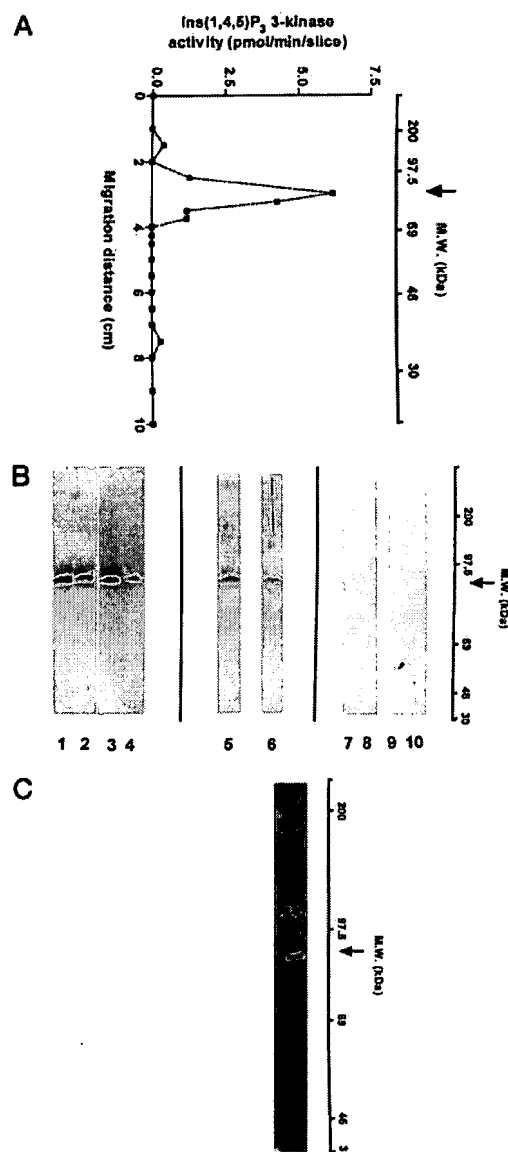 A
Ins(1,4,5)P3 3-kinase
activity (pmol/min/slice)
0.0
2.5
5.0
7.5
0
2
4
6
8
10
Migration distance (cm)
200
97.5
69
46
30
M.W. (kDa)
B
200
97.5
69
46
30
M.W. (kDa)
1 2 3 4 5 6 7 8 9 10
C
200
97.5
69
46
M.W. (kDa)